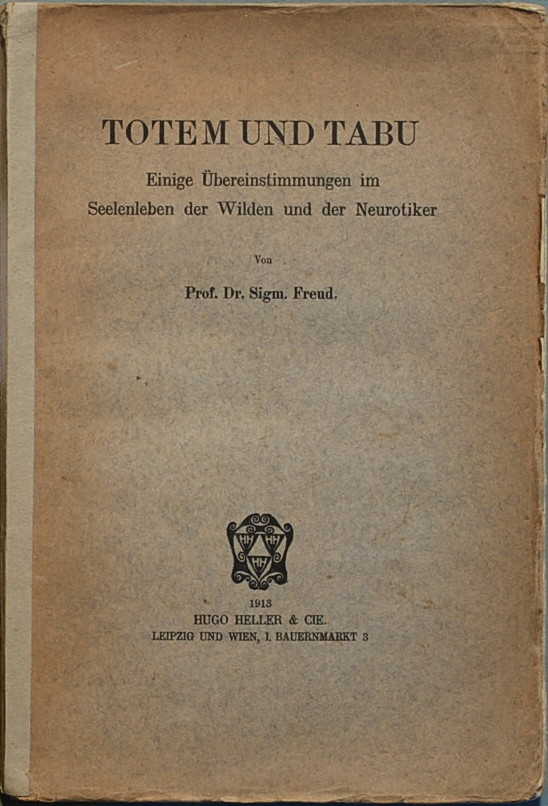 TOTEM UND TABU
Einige Übereinstimmungen im
Seelenleben der Wilden und der Neurotiker
Von
Prof. Dr. Sigm. Freud.
HH HH
HH
1913
HUGO HELLER & CIE.
LEIPZIG UND WIEN, I. BAUERNMARKT 3